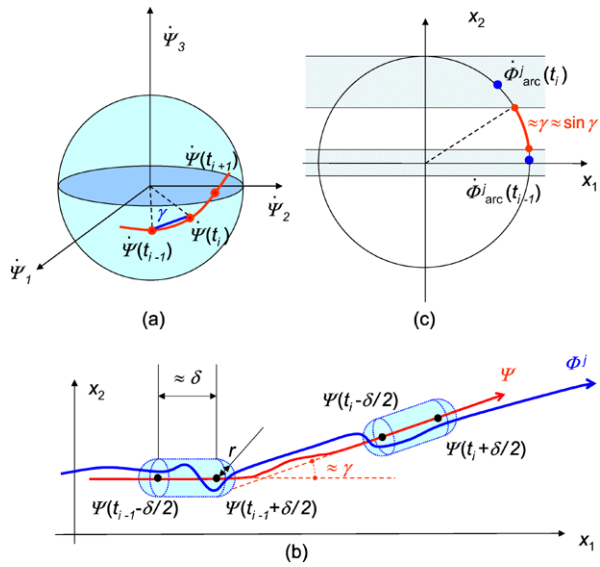 Ψ̇₃
Ψ̇(tᵢ₊₁)
Ψ̇₂
γ
Ψ̇(tᵢ)
Ψ̇(tᵢ₋₁)
Ψ̇₁
(a)
x₂
Φ̇ʲₐᵣc(tᵢ)
≈γ≈sin γ
x₁
Φ̇ʲₐᵣc(tᵢ₋₁)
(c)
x₂
≈ δ
r
Ψ(tᵢ₋₁-δ/2)
Ψ(tᵢ₋₁+δ/2)
≈ γ
Ψ(tᵢ-δ/2)
Ψ(tᵢ+δ/2)
Ψ
Φʲ
x₁
(b)